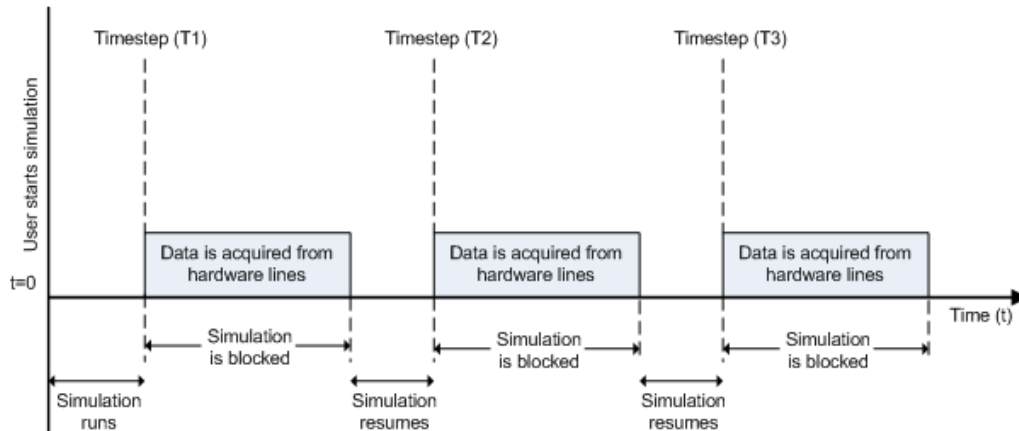 Timestep (T1)
Timestep (T2)
Timestep (T3)
User starts simulation
Data is acquired from
hardware lines
Data is acquired from
hardware lines
Data is acquired from
hardware lines
t=0
Time (t)
Simulation
is blocked
Simulation
is blocked
Simulation
is blocked
Simulation
runs
Simulation
resumes
Simulation
resumes